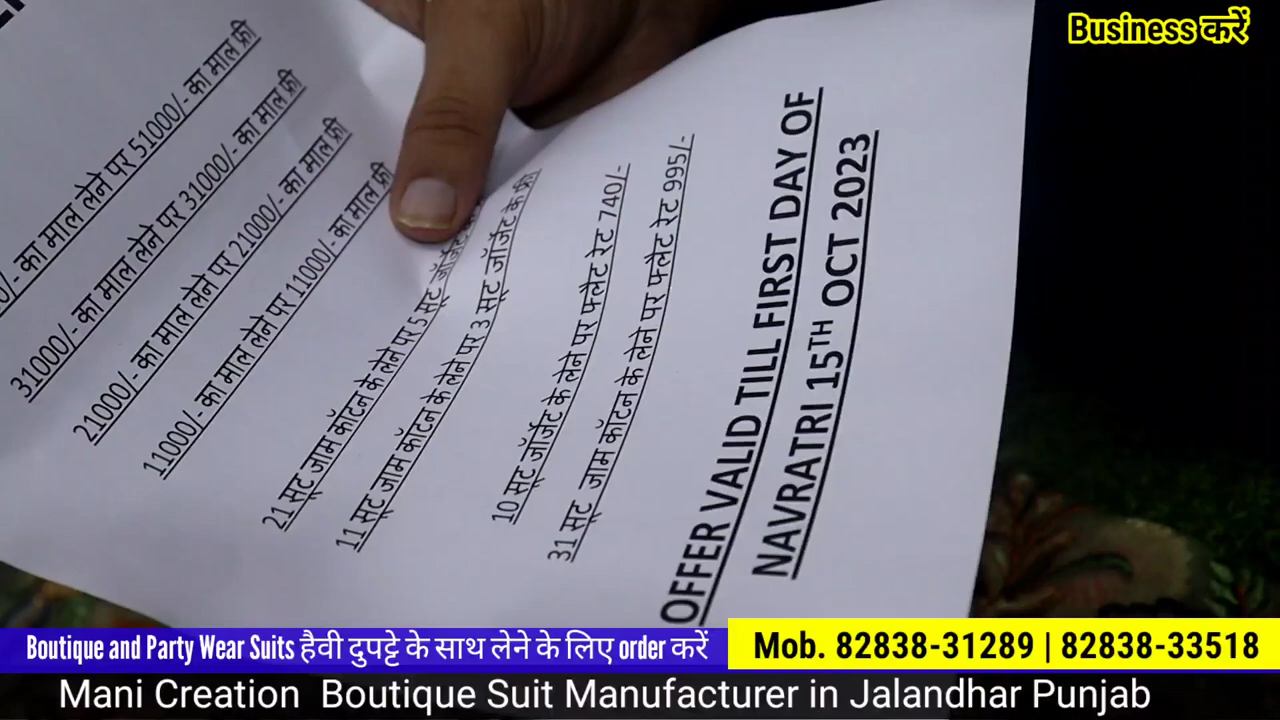 Business करें
0/- का माल लेने पर 51000/- का माल फ्री
31000/- का माल लेने पर 31000/- का माल फ्री
21000/- का माल लेने पर 21000/- का माल फ्री
11000/- का माल लेने पर 11000/- का माल फ्री
21 सूट जाम कॉटन के लेने पर 5 सूट जॉर्जेट
11 सूट जाम कॉटन के लेने पर 3 सूट जॉर्जेट के फ्री
10 सूट जॉर्जेट के लेने पर फ्लैट रेट 740/-
31 सूट जाम कॉटन के लेने पर फ्लैट रेट 995/-
OFFER VALID TILL FIRST DAY OF
NAVRATRI 15TH OCT 2023
Boutique and Party Wear Suits हैवी दुपट्टे के साथ लेने के लिए order करें
Mob. 82838-31289 | 82838-33518
Mani Creation Boutique Suit Manufacturer in Jalandhar Punjab